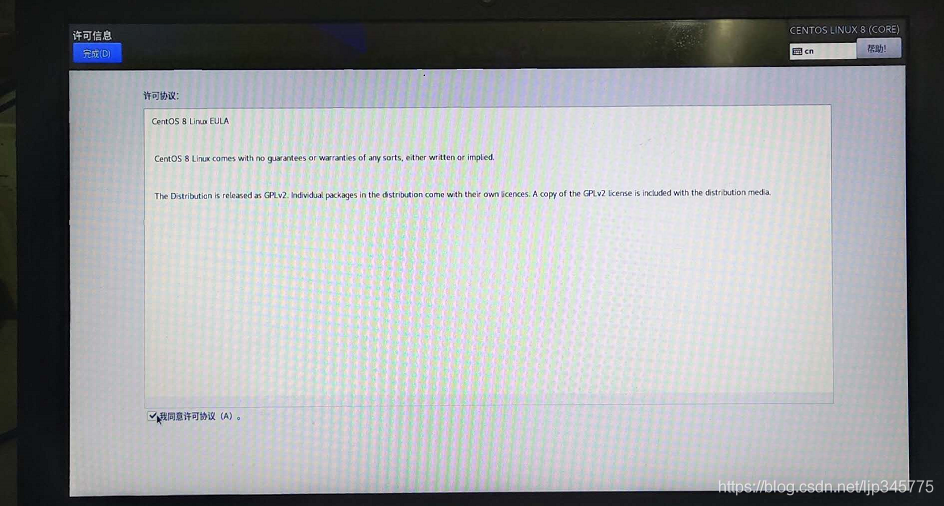 许可信息
CENTOS LINUX 8 (CORE)
完成(D)
cn
帮助!
许可协议：
CentOS 8 Linux EULA
CentOS 8 Linux comes with no guarantees or warranties of any sorts, either written or implied.
The Distribution is released as GPLv2. Individual packages in the distribution come with their own licences. A copy of the GPLv2 license is included with the distribution media.
我同意许可协议（A）。
https://blog.csdn.net/ljp345775